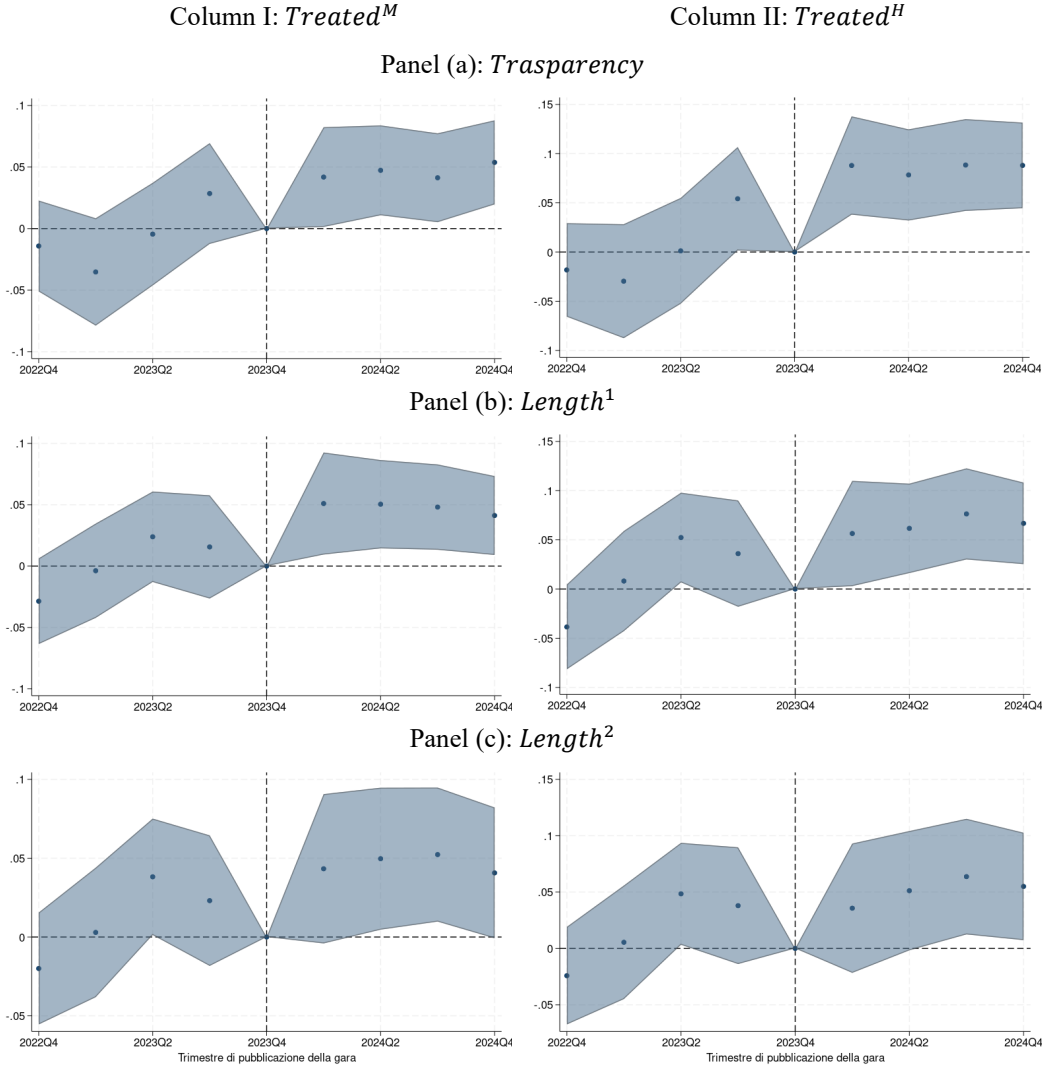 Column I: Treated^M
Column II: Treated^H
Panel (a): Trasparency
.1
.05
0
-.05
-.1
2022Q4
2023Q2
2023Q4
2024Q2
2024Q4
.15
.1
.05
0
-.05
-.1
2022Q4
2023Q2
2023Q4
2024Q2
2024Q4
Panel (b): Length^1
.1
.05
0
-.05
-.1
2022Q4
2023Q2
2023Q4
2024Q2
2024Q4
.15
.1
.05
0
-.05
-.1
2022Q4
2023Q2
2023Q4
2024Q2
2024Q4
Panel (c): Length^2
.1
.05
0
-.05
2022Q4
2023Q2
2023Q4
2024Q2
2024Q4
Trimestre di pubblicazione della gara
.15
.1
.05
0
-.05
2022Q4
2023Q2
2023Q4
2024Q2
2024Q4
Trimestre di pubblicazione della gara